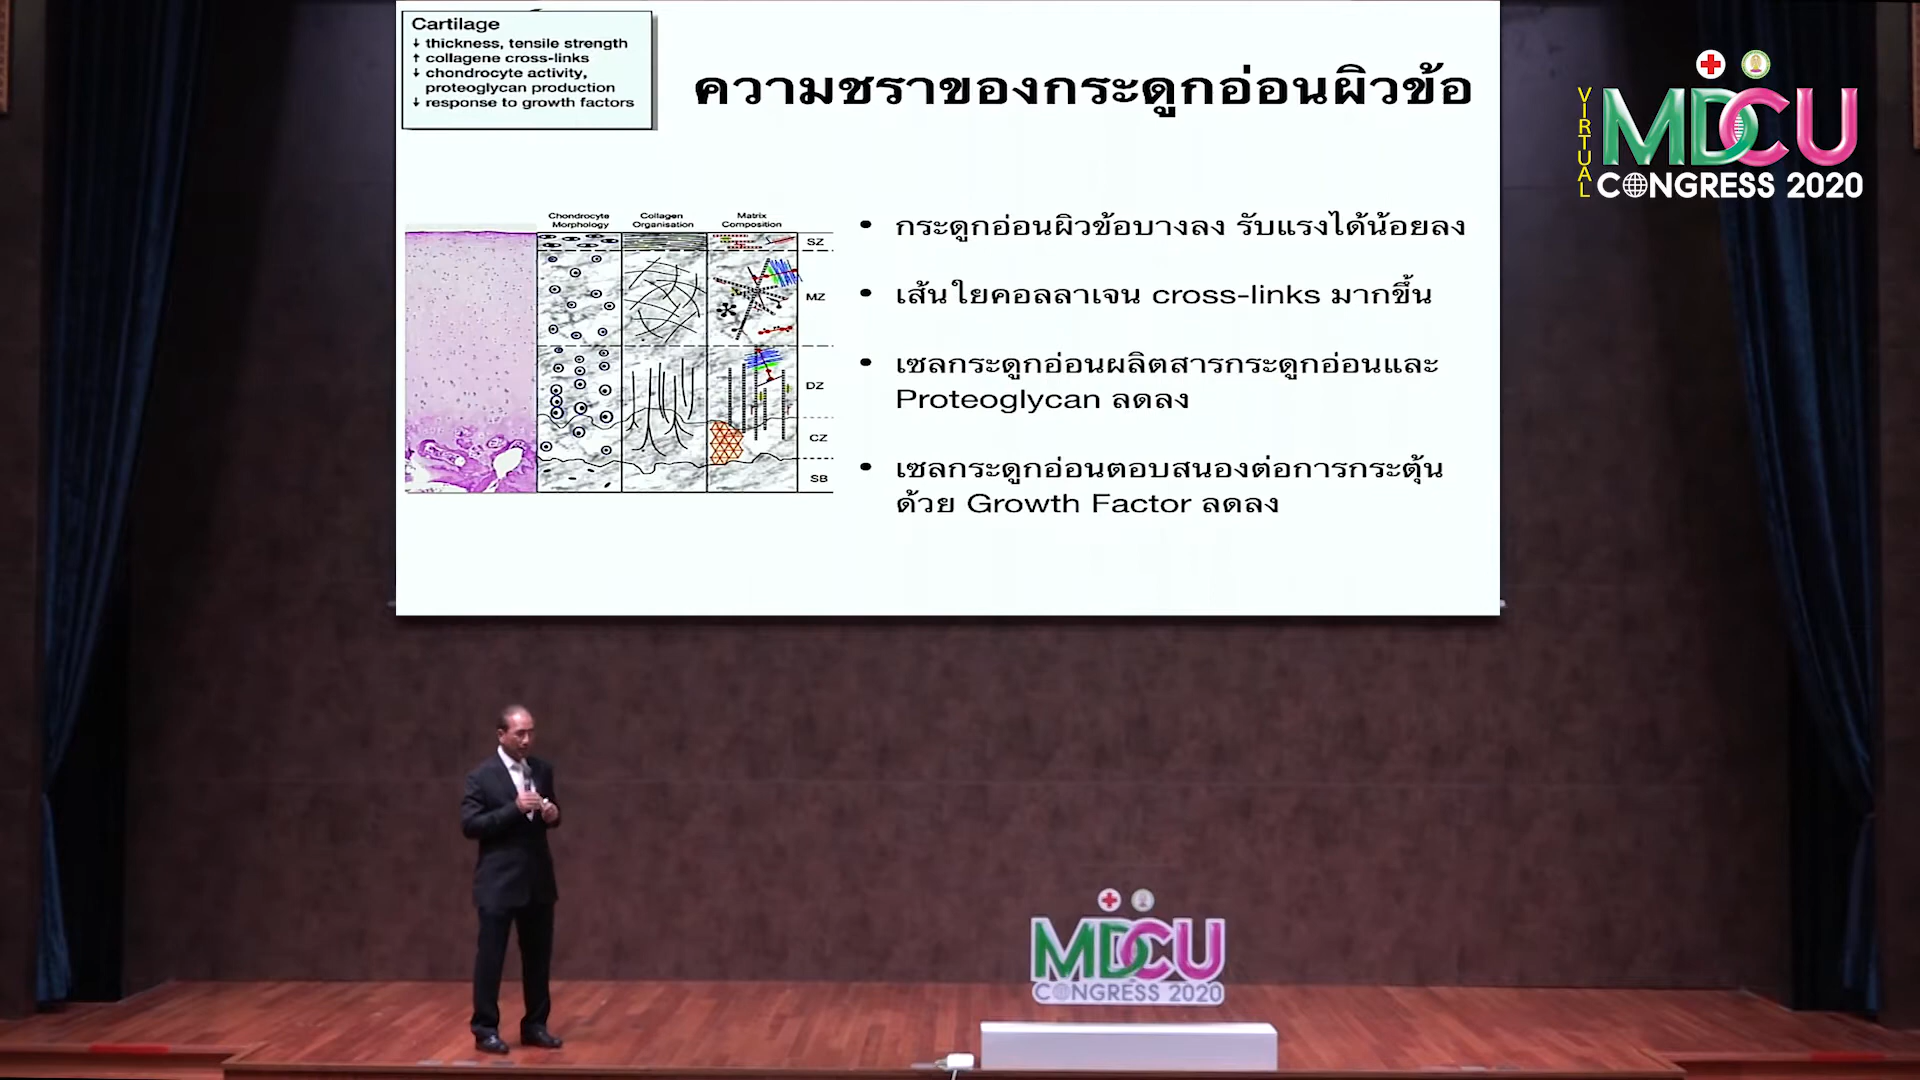 Cartilage
↓ thickness, tensile strength
↑ collagene cross-links
↓ chondrocyte activity,
proteoglycan production
↓ response to growth factors
ความชราของกระดูกอ่อนผิวข้อ
VIRTUAL
MDCU
CONGRESS 2020
Chondrocyte Morphology
Collagen Organisation
Matrix Composition
SZ
MZ
DZ
CZ
SB
• กระดูกอ่อนผิวข้อบางลง รับแรงได้น้อยลง
• เส้นใยคอลลาเจน cross-links มากขึ้น
• เซลกระดูกอ่อนผลิตสารกระดูกอ่อนและ
Proteoglycan ลดลง
• เซลกระดูกอ่อนตอบสนองต่อการกระตุ้น
ด้วย Growth Factor ลดลง
MDCU
CONGRESS 2020